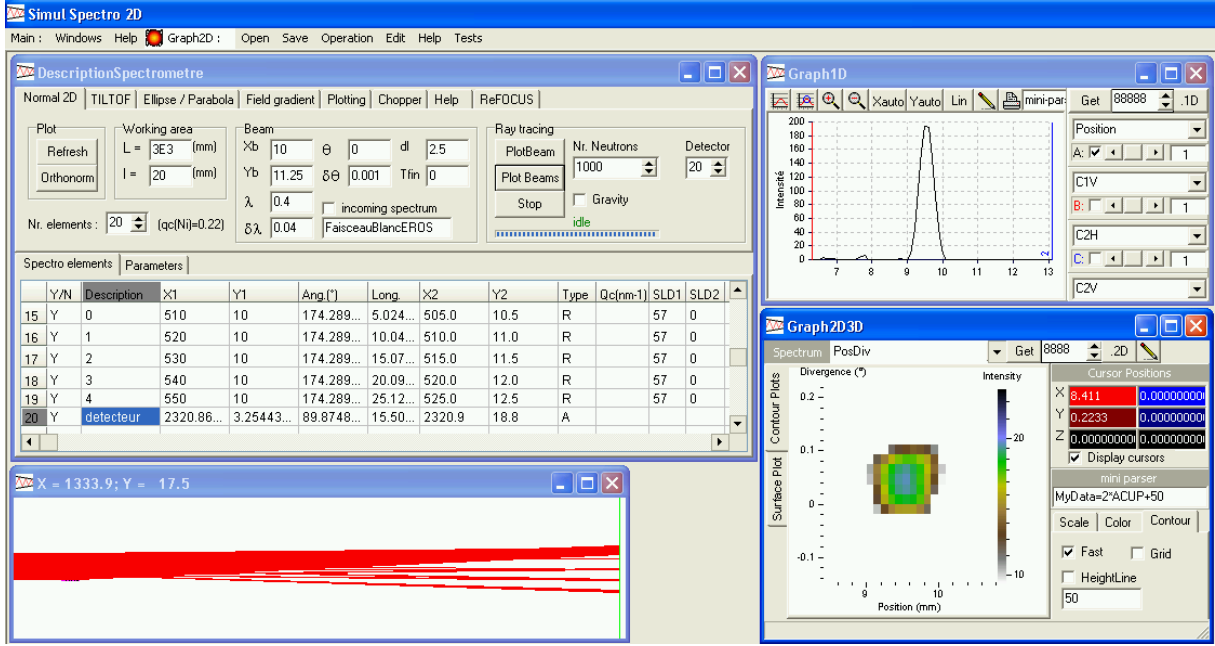 Simul Spectro 2D
Main : Windows Help Graph2D : Open Save Operation Edit Help Tests
DescriptionSpectrometre
Normal 2D TILTOF Ellipse / Parabola Field gradient Plotting Chopper Help ReFOCUS
Plot
Refresh
Orthonorm
Working area
L = 3E3 (mm)
l = 20 (mm)
Nr. elements : 20 (qc(Ni)=0.22)
Beam
Xb 10 θ 0 dl 2.5
Yb 11.25 δθ 0.001 Tfin 0
λ 0.4 incoming spectrum
δλ 0.04 FaisceauBlancEROS
Ray tracing
PlotBeam Nr. Neutrons Detector
Plot Beams 1000 20
Stop Gravity
idle
Spectro elements Parameters
Y/N Description X1 Y1 Ang.(°) Long. X2 Y2 Type Qc(nm-1) SLD1 SLD2
15 Y 0 510 10 174.289... 5.024... 505.0 10.5 R 57 0
16 Y 1 520 10 174.289... 10.04... 510.0 11.0 R 57 0
17 Y 2 530 10 174.289... 15.07... 515.0 11.5 R 57 0
18 Y 3 540 10 174.289... 20.09... 520.0 12.0 R 57 0
19 Y 4 550 10 174.289... 25.12... 525.0 12.5 R 57 0
20 Y detecteur 2320.86... 3.25443... 89.8748... 15.50... 2320.9 18.8 A
X = 1333.9; Y = 17.5
Graph1D
Xauto Yauto Lin mini-par: Get 88888 .1D
200
180
160
140
120
100
80
60
40
20
0
Intensité
7 8 9 10 11 12 13
2
Position
A: 1
C1V
B: 1
C2H
C: 1
C2V
Graph2D3D
Spectrum PosDiv Get 8888 .2D
Contour Plots
Surface Plot
Divergence (°)
0.2
0.1
0
-0.1
9 10
Position (mm)
Intensity
20
10
Cursor Positions
X 8.411 0.000000000
Y 0.2233 0.000000000
Z 0.000000000 0.000000000
Display cursors
mini parser
MyData=2*ACUP+50
Scale Color Contour
Fast Grid
HeightLine
50